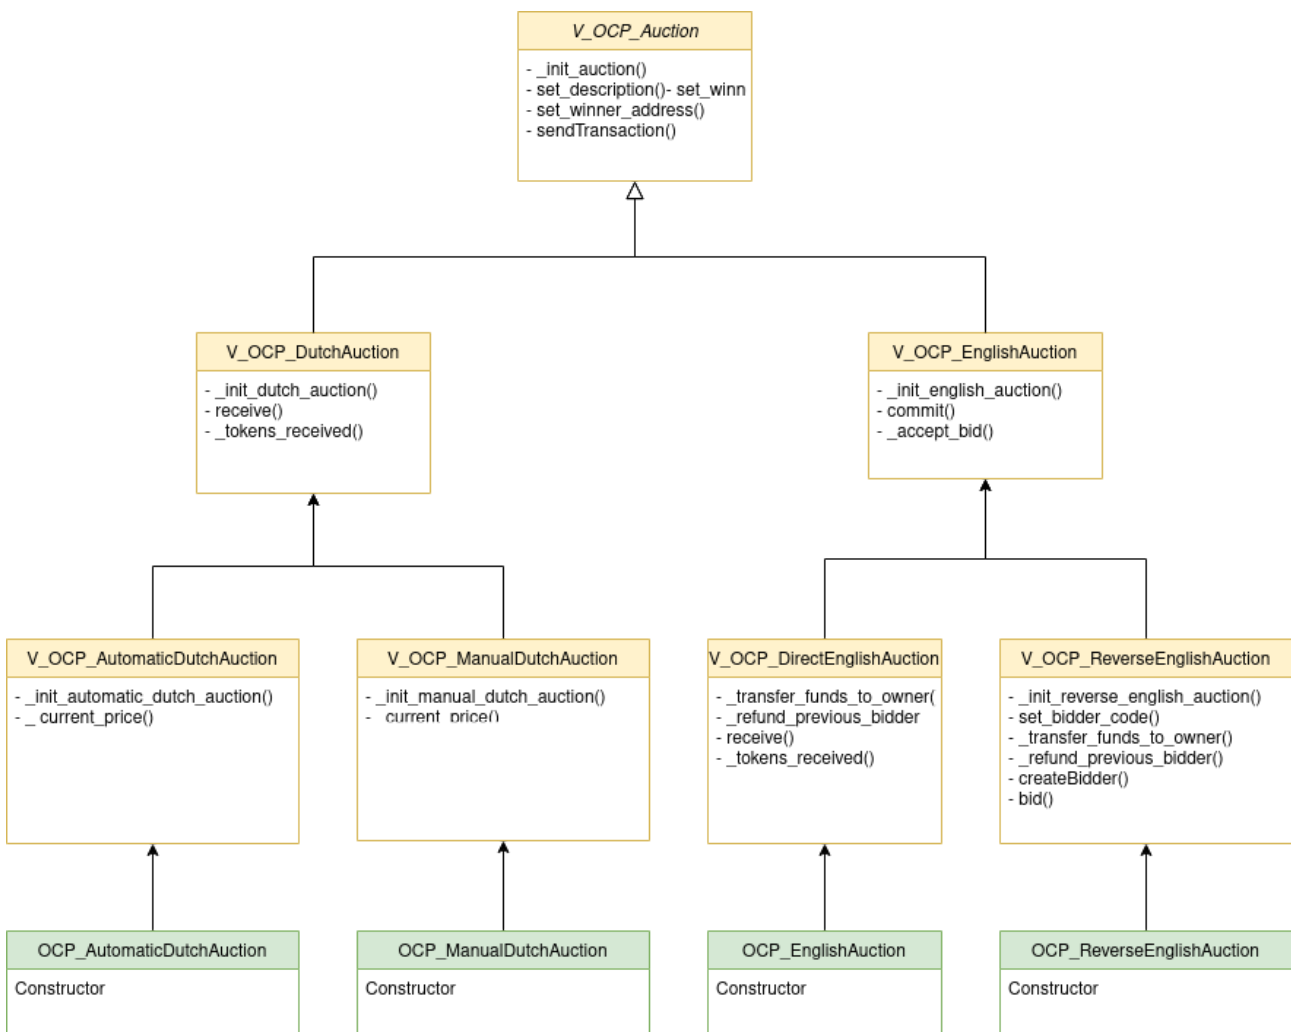 V_OCP_Auction
- _init_auction()
- set_description()- set_winn
- set_winner_address()
- sendTransaction()
V_OCP_DutchAuction
- _init_dutch_auction()
- receive()
- _tokens_received()
V_OCP_EnglishAuction
- _init_english_auction()
- commit()
- _accept_bid()
V_OCP_AutomaticDutchAuction
- _init_automatic_dutch_auction()
- _ current_price()
V_OCP_ManualDutchAuction
- _init_manual_dutch_auction()
- _current_price()
V_OCP_DirectEnglishAuction
- _transfer_funds_to_owner(
- _refund_previous_bidder
- receive()
- _tokens_received()
V_OCP_ReverseEnglishAuction
- _init_reverse_english_auction()
- set_bidder_code()
- _transfer_funds_to_owner()
- _refund_previous_bidder()
- createBidder()
- bid()
OCP_AutomaticDutchAuction
Constructor
OCP_ManualDutchAuction
Constructor
OCP_EnglishAuction
Constructor
OCP_ReverseEnglishAuction
Constructor